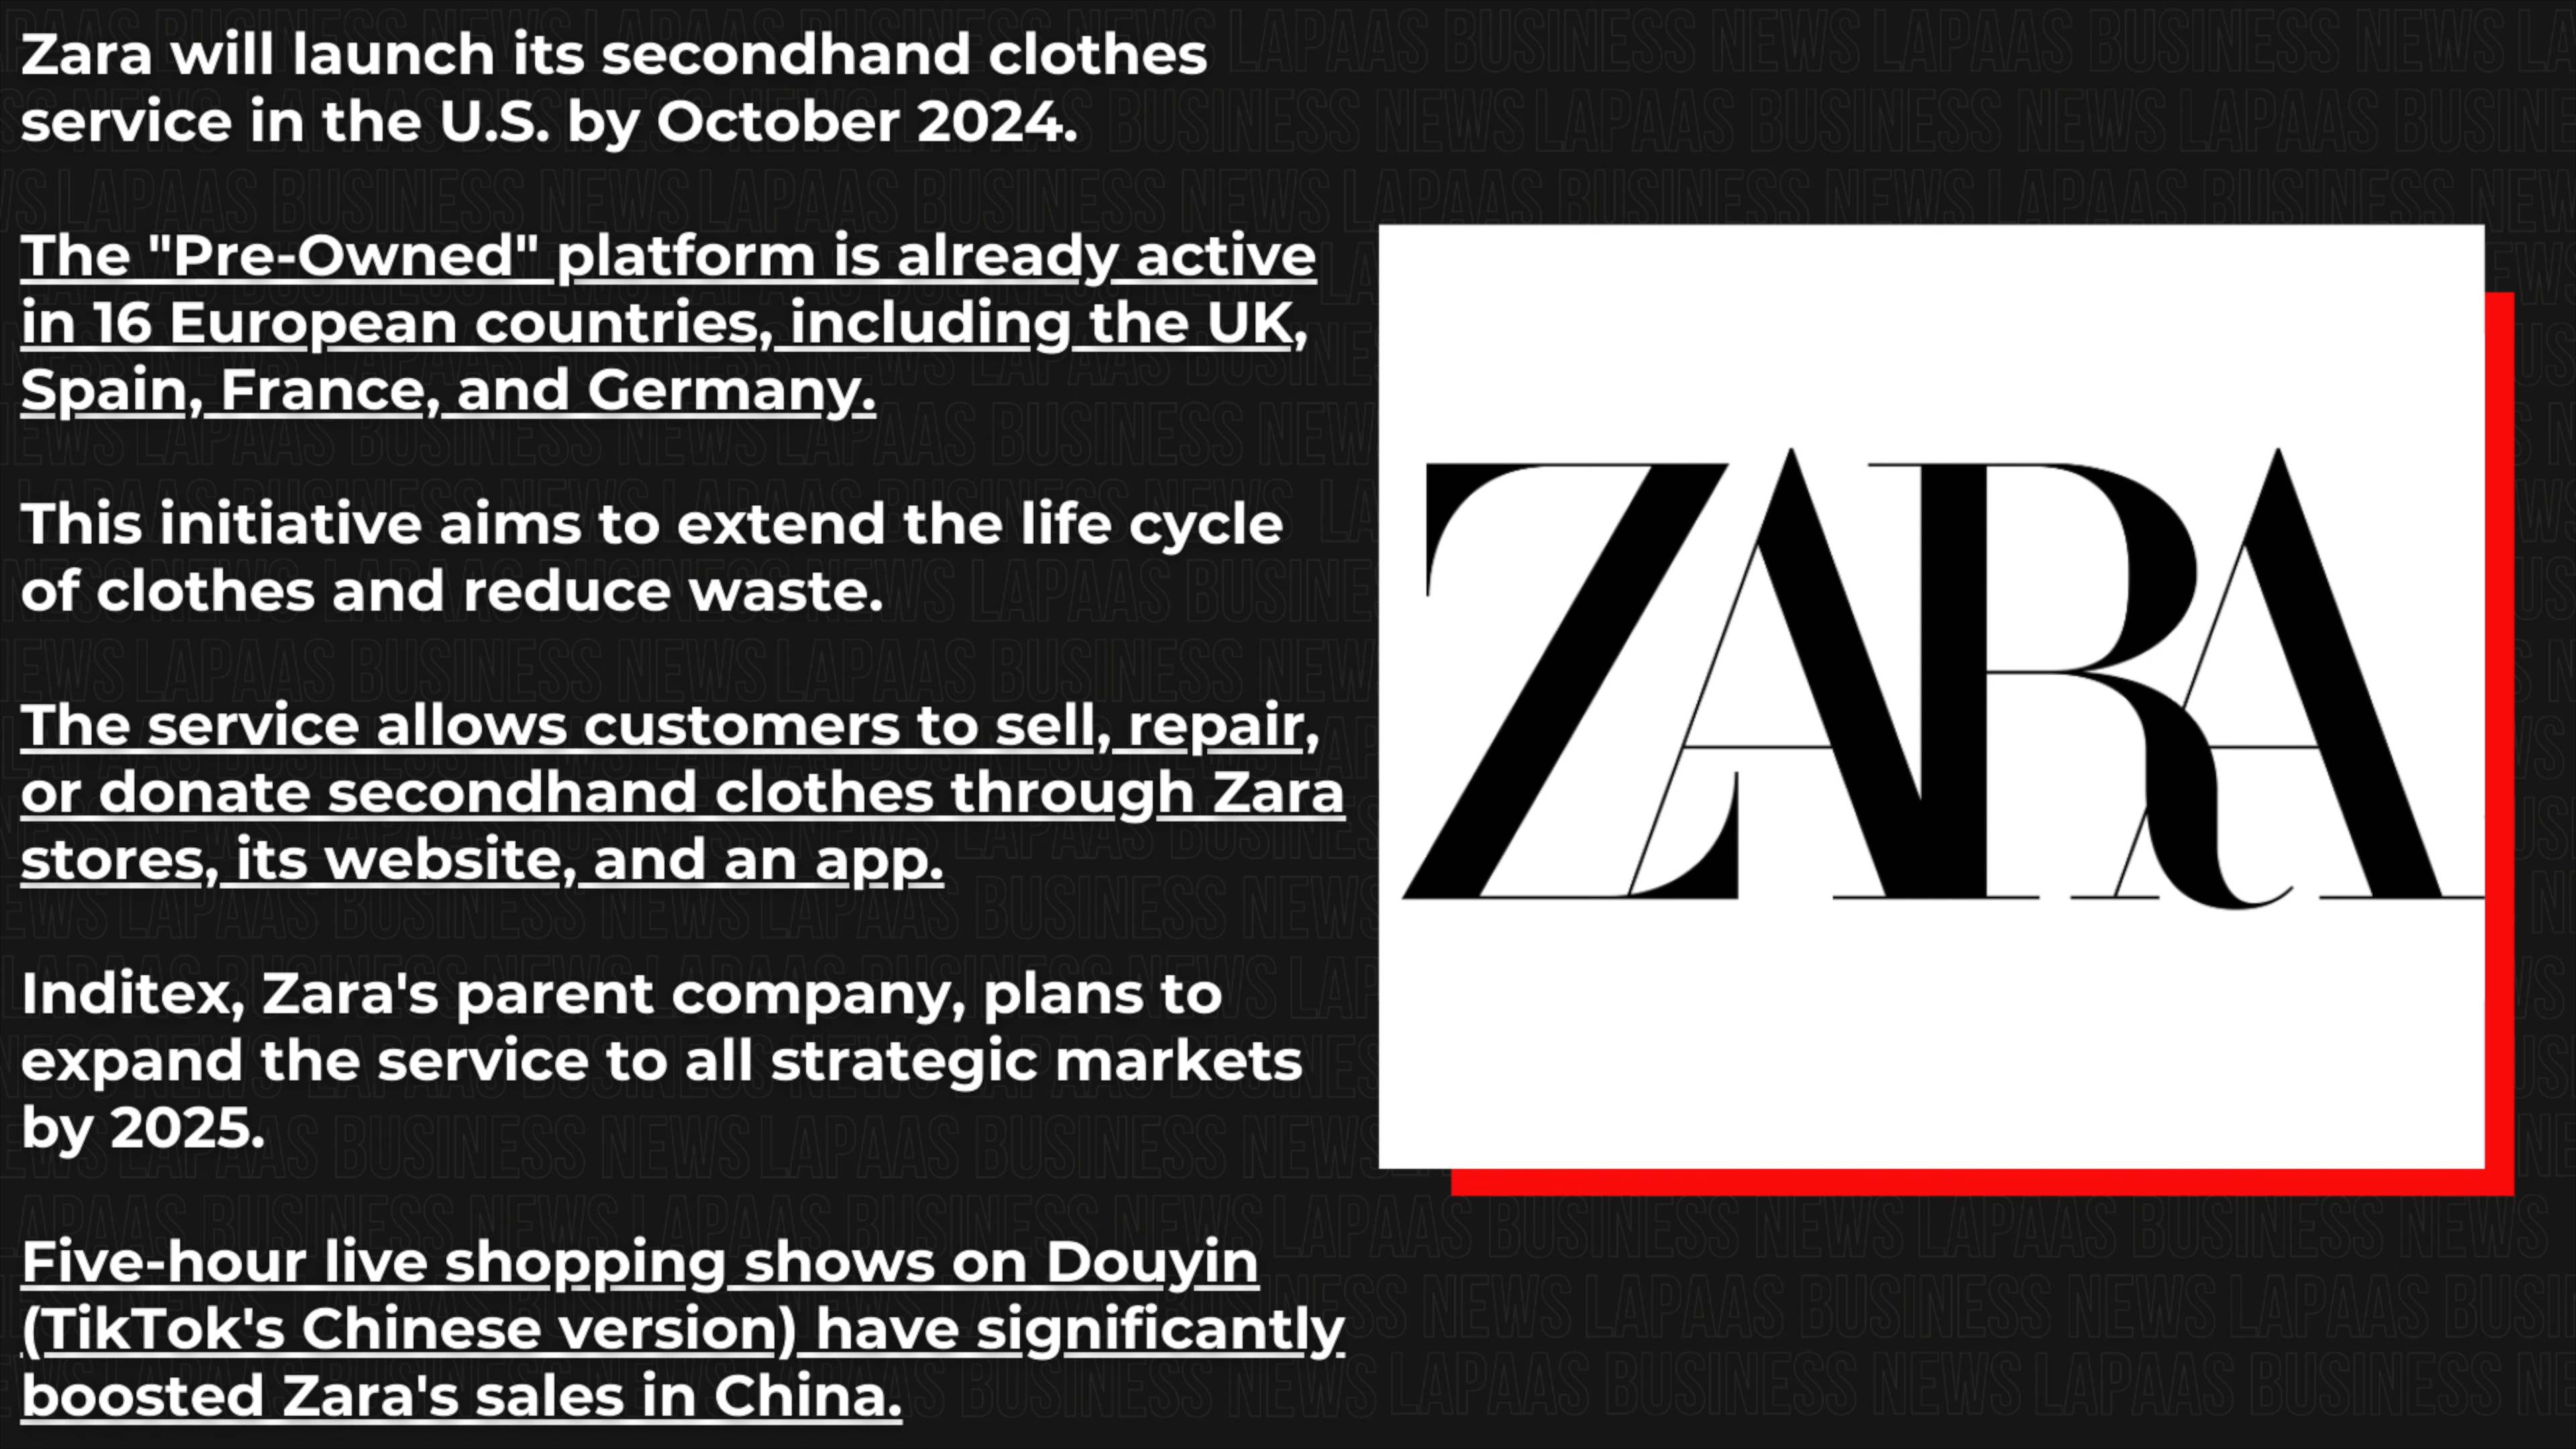 Zara will launch its secondhand clothes
service in the U.S. by October 2024.
The "Pre-Owned" platform is already active
in 16 European countries, including the UK,
Spain, France, and Germany.
This initiative aims to extend the life cycle
of clothes and reduce waste.
The service allows customers to sell, repair,
or donate secondhand clothes through Zara
stores, its website, and an app.
Inditex, Zara's parent company, plans to
expand the service to all strategic markets
by 2025.
Five-hour live shopping shows on Douyin
(TikTok's Chinese version) have significantly
boosted Zara's sales in China.
ZARA
LAPAAS BUSINESS NEWS